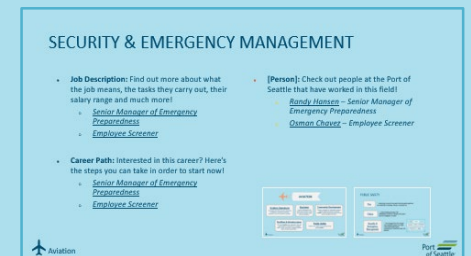 SECURITY & EMERGENCY MANAGEMENT
Job Description: Find out more about what
the job means, the tasks they carry out, their
salary range and much more!
Senior Manager of Emergency
Preparedness
Employee Screener
Career Path: Interested in this career? Here's
the steps you can take in order to start now!
Senior Manager of Emergency
Preparedness
Employee Screener
[Person]: Check out people at the Port of
Seattle that have worked in this field!
Randy Hansen – Senior Manager of
Emergency Preparedness
Osman Chavez – Employee Screener
Aviation
Port
of Seattle